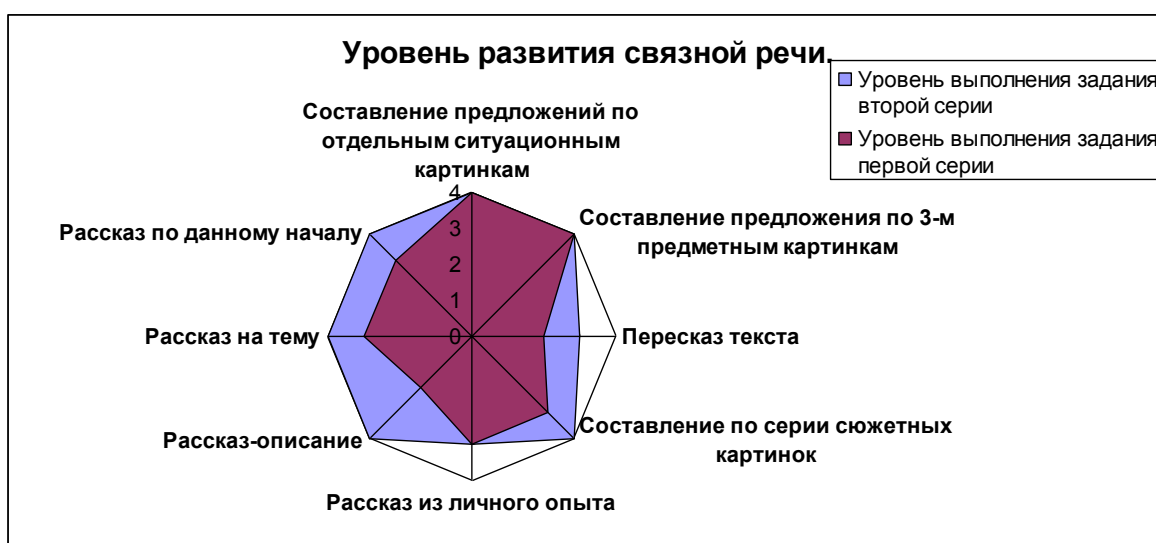 Уровень развития связной речи.
Уровень выполнения задания
второй серии
Уровень выполнения задания
первой серии
Составление предложений по
отдельным ситуационным
картинкам
Составление предложения по 3-м
предметным картинкам
Пересказ текста
Составление по серии сюжетных
картинок
Рассказ из личного опыта
Рассказ-описание
Рассказ на тему
Рассказ по данному началу
4
3
2
1
0